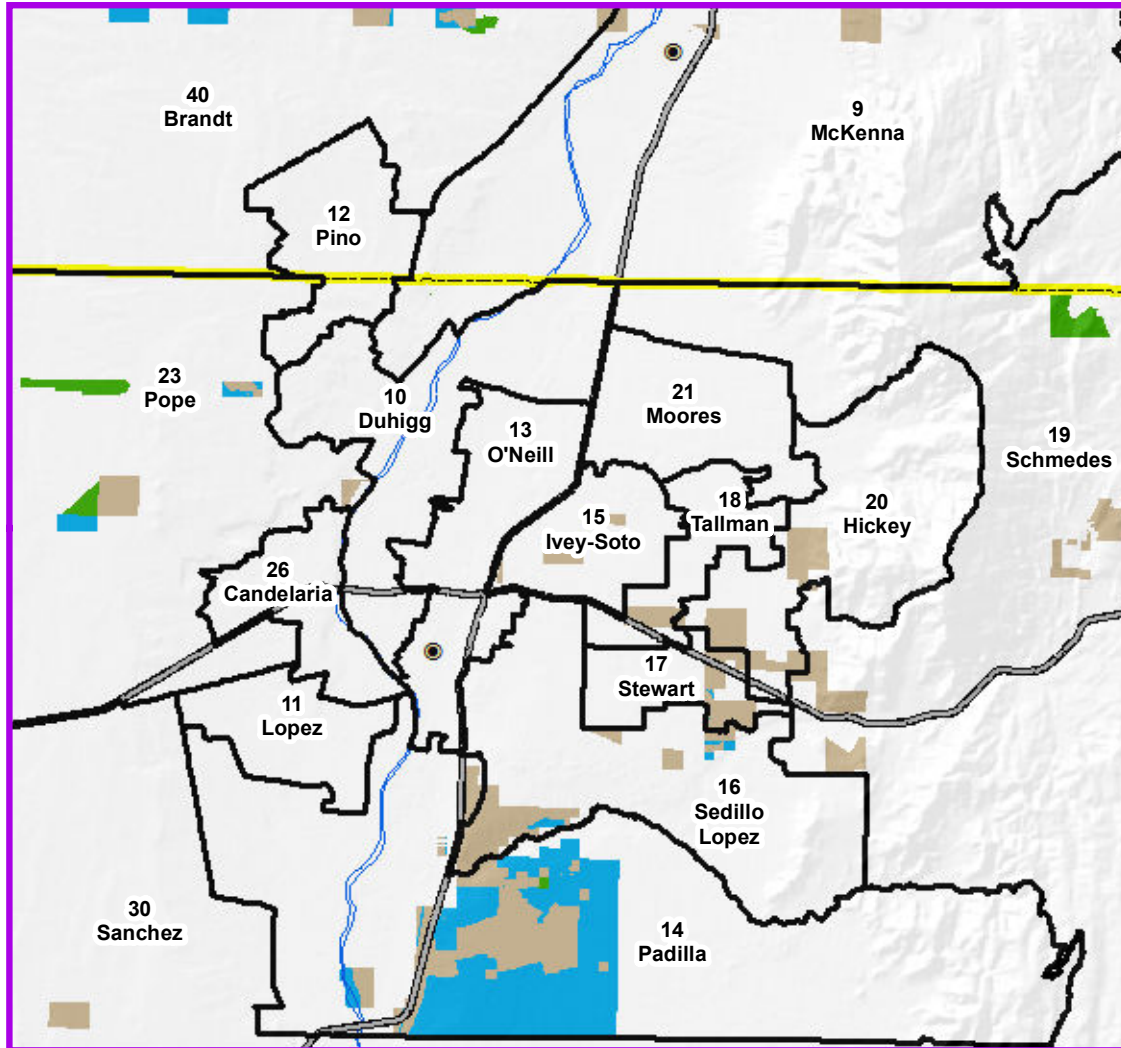 40
Brandt
9
McKenna
12
Pino
23
Pope
10
Duhigg
21
Moores
13
O'Neill
19
Schmedes
18
Tallman
20
Hickey
15
Ivey-Soto
26
Candelaria
17
Stewart
11
Lopez
16
Sedillo
Lopez
30
Sanchez
14
Padilla